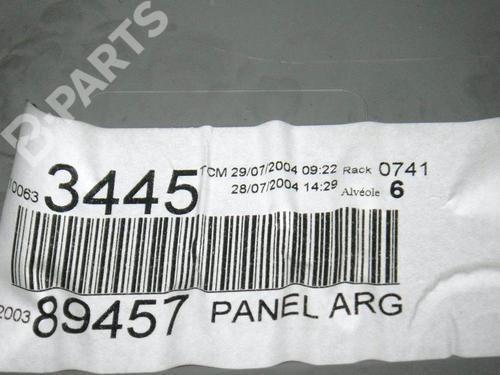 B-PARTS
10063 3445 TCM 29/07/2004 09:22 Rack 0741
28/07/2004 14:29 Alvéole 6
2003 89457 PANEL ARG